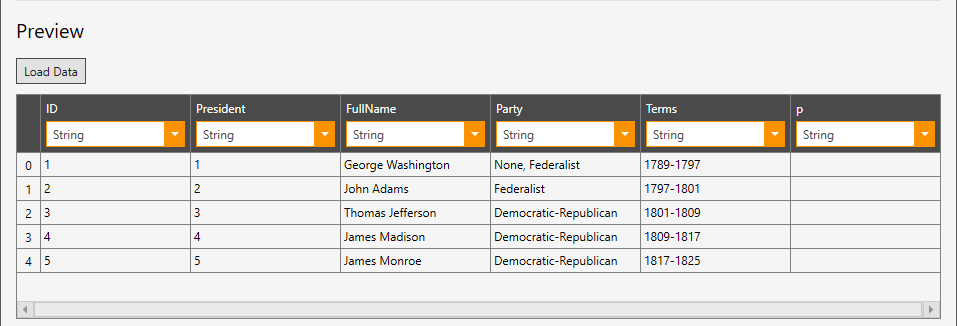 Preview
Load Data
ID President FullName Party Terms p
String String String String String String
0 1 1 George Washington None, Federalist 1789-1797
1 2 2 John Adams Federalist 1797-1801
2 3 3 Thomas Jefferson Democratic-Republican 1801-1809
3 4 4 James Madison Democratic-Republican 1809-1817
4 5 5 James Monroe Democratic-Republican 1817-1825